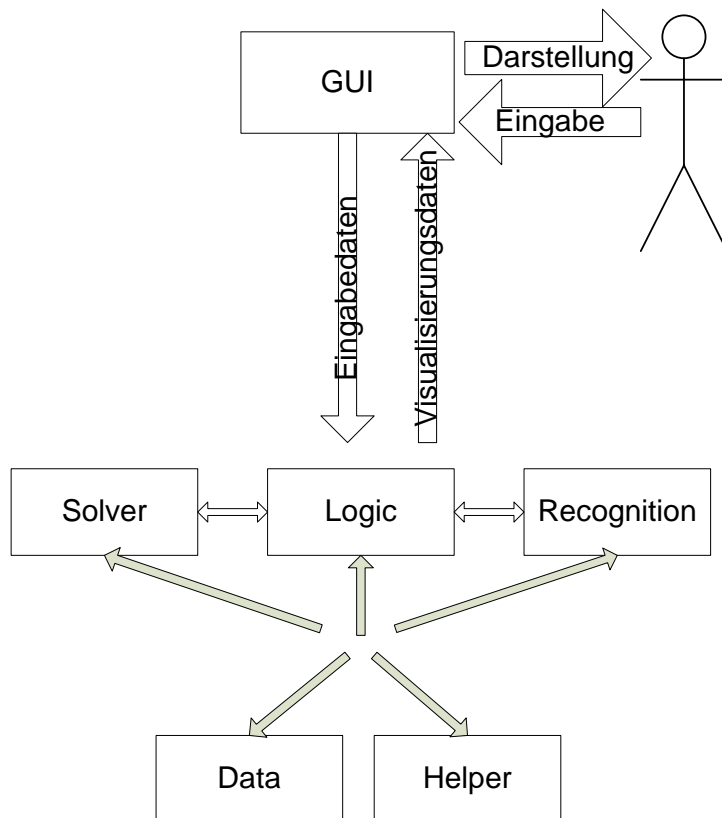 GUI
Darstellung
Eingabe
Eingabedaten
Visualisierungsdaten
Solver
Logic
Recognition
Data
Helper